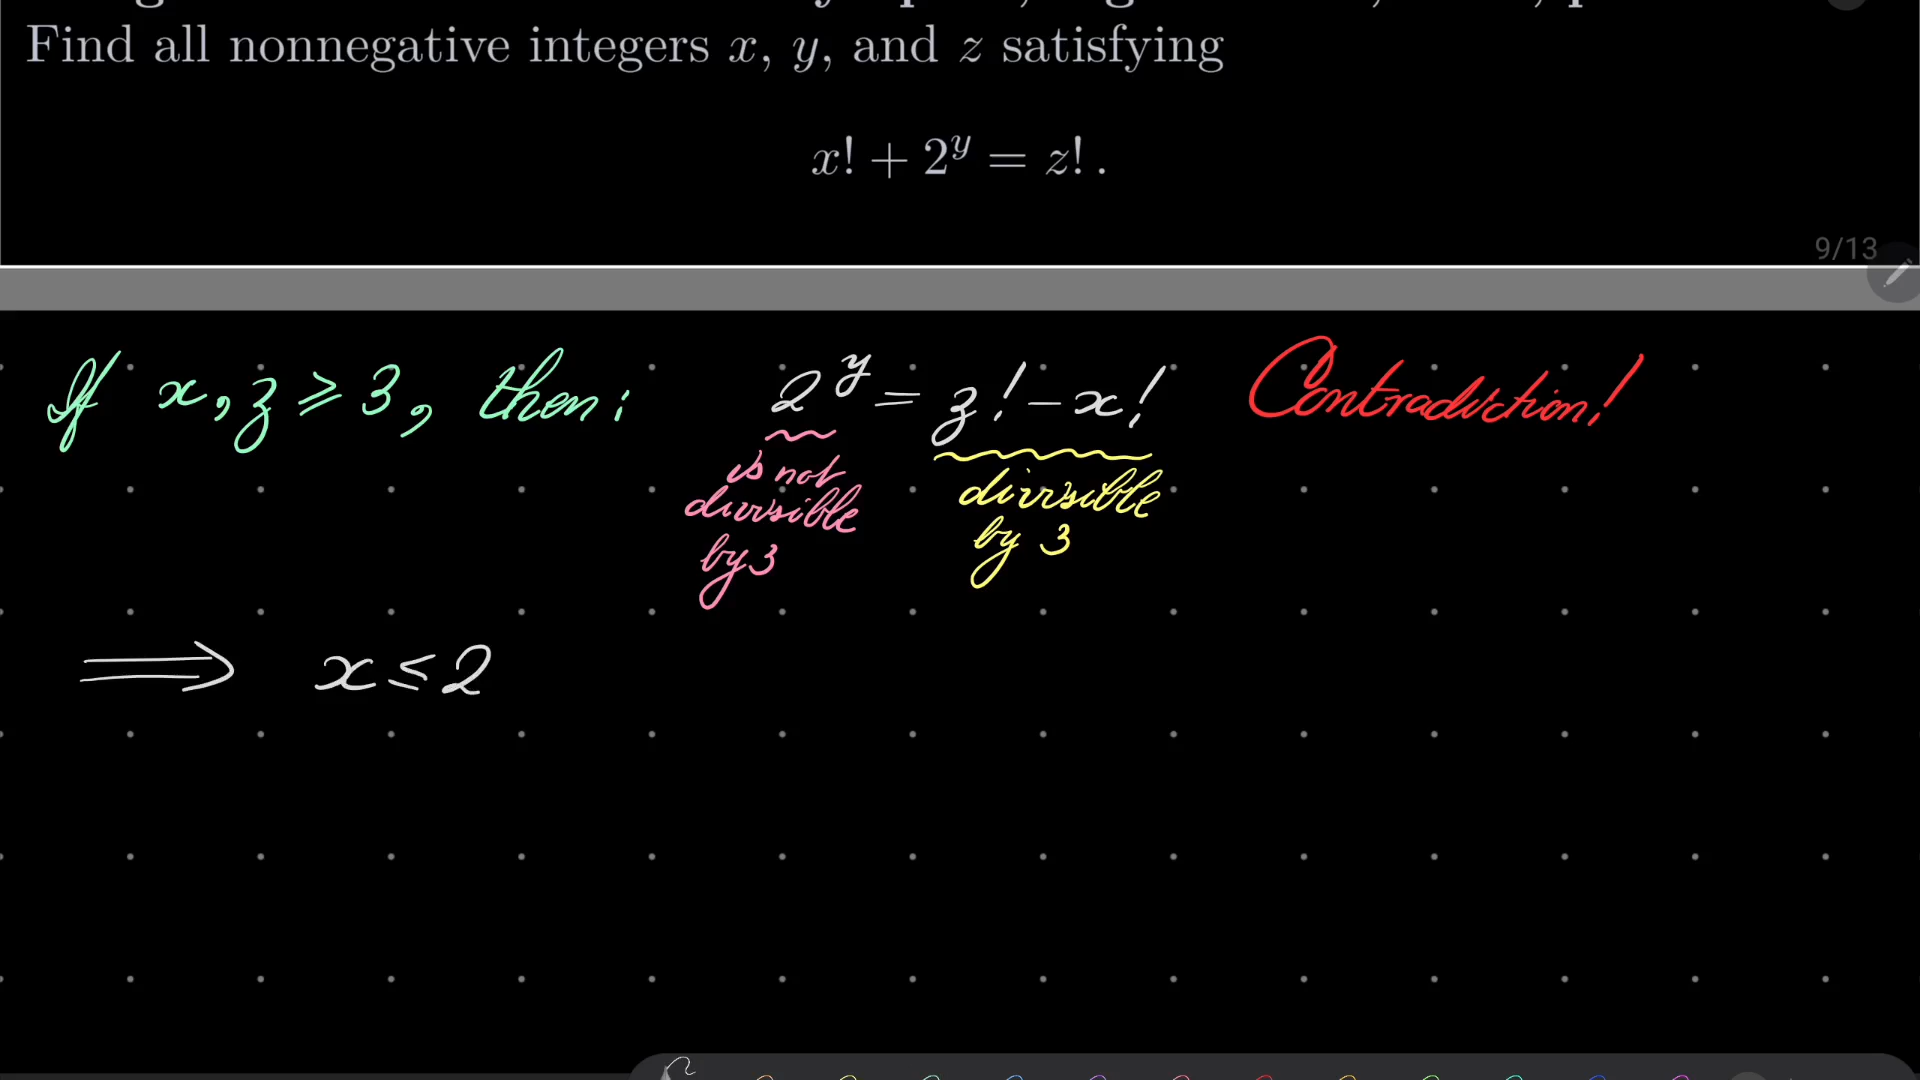 Find all nonnegative integers x, y, and z satisfying
x! + 2^y = z! .
9/13
If x, z ⩾ 3, then: 2^y = z! − x! Contradiction!
is not
divisible
by 3
divisible
by 3
⟹ x ≤ 2